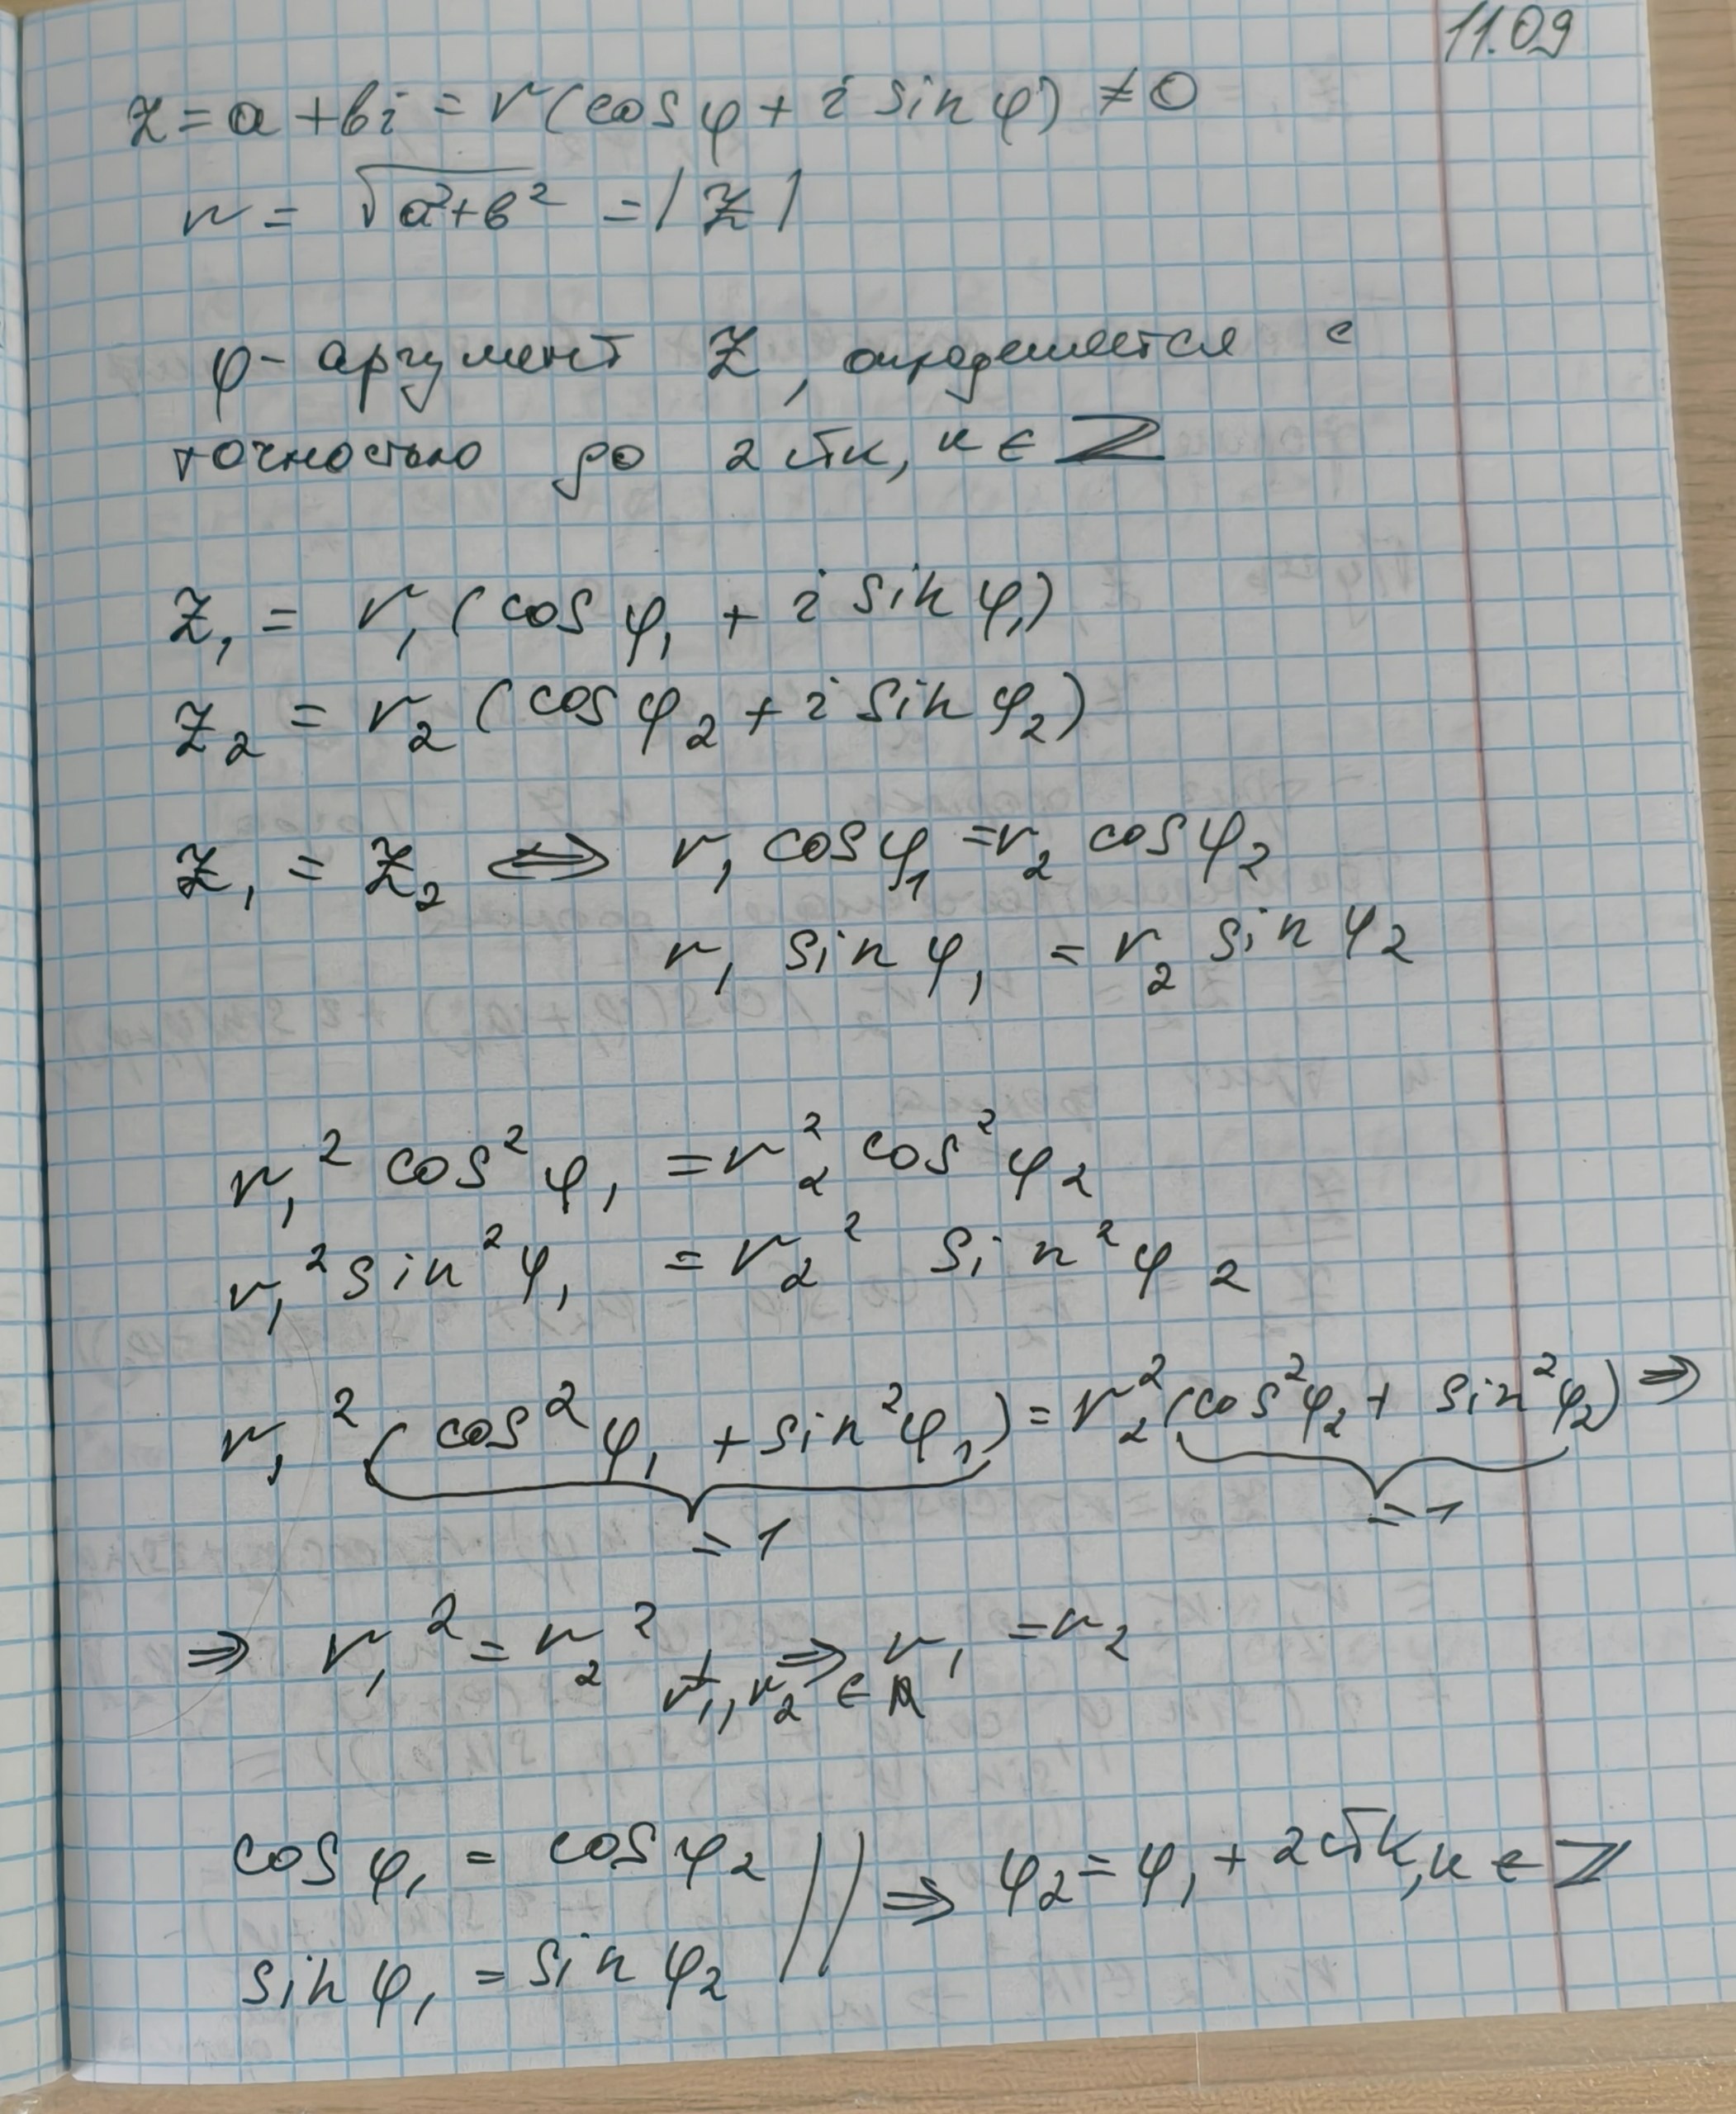 11.09
z = a + bi = r(cos φ + i sin φ) ≠ 0
r = √(a²+b²) = |z|
φ - аргумент z, определяется с
точностью до 2πk, k ∈ ℤ
z₁ = r₁(cos φ₁ + i sin φ₁)
z₂ = r₂(cos φ₂ + i sin φ₂)
z₁ = z₂ ⇔ r₁ cos φ₁ = r₂ cos φ₂
r₁ sin φ₁ = r₂ sin φ₂
r₁² cos² φ₁ = r₂² cos² φ₂
r₁² sin² φ₁ = r₂² sin² φ₂
r₁² (cos² φ₁ + sin² φ₁) = r₂² (cos² φ₂ + sin² φ₂) ⇒
= 1 = 1
⇒ r₁² = r₂² ⇒ r₁ = r₂
r₁, r₂ ∈ ℝ
cos φ₁ = cos φ₂ || ⇒ φ₂ = φ₁ + 2πk, k ∈ ℤ
sin φ₁ = sin φ₂